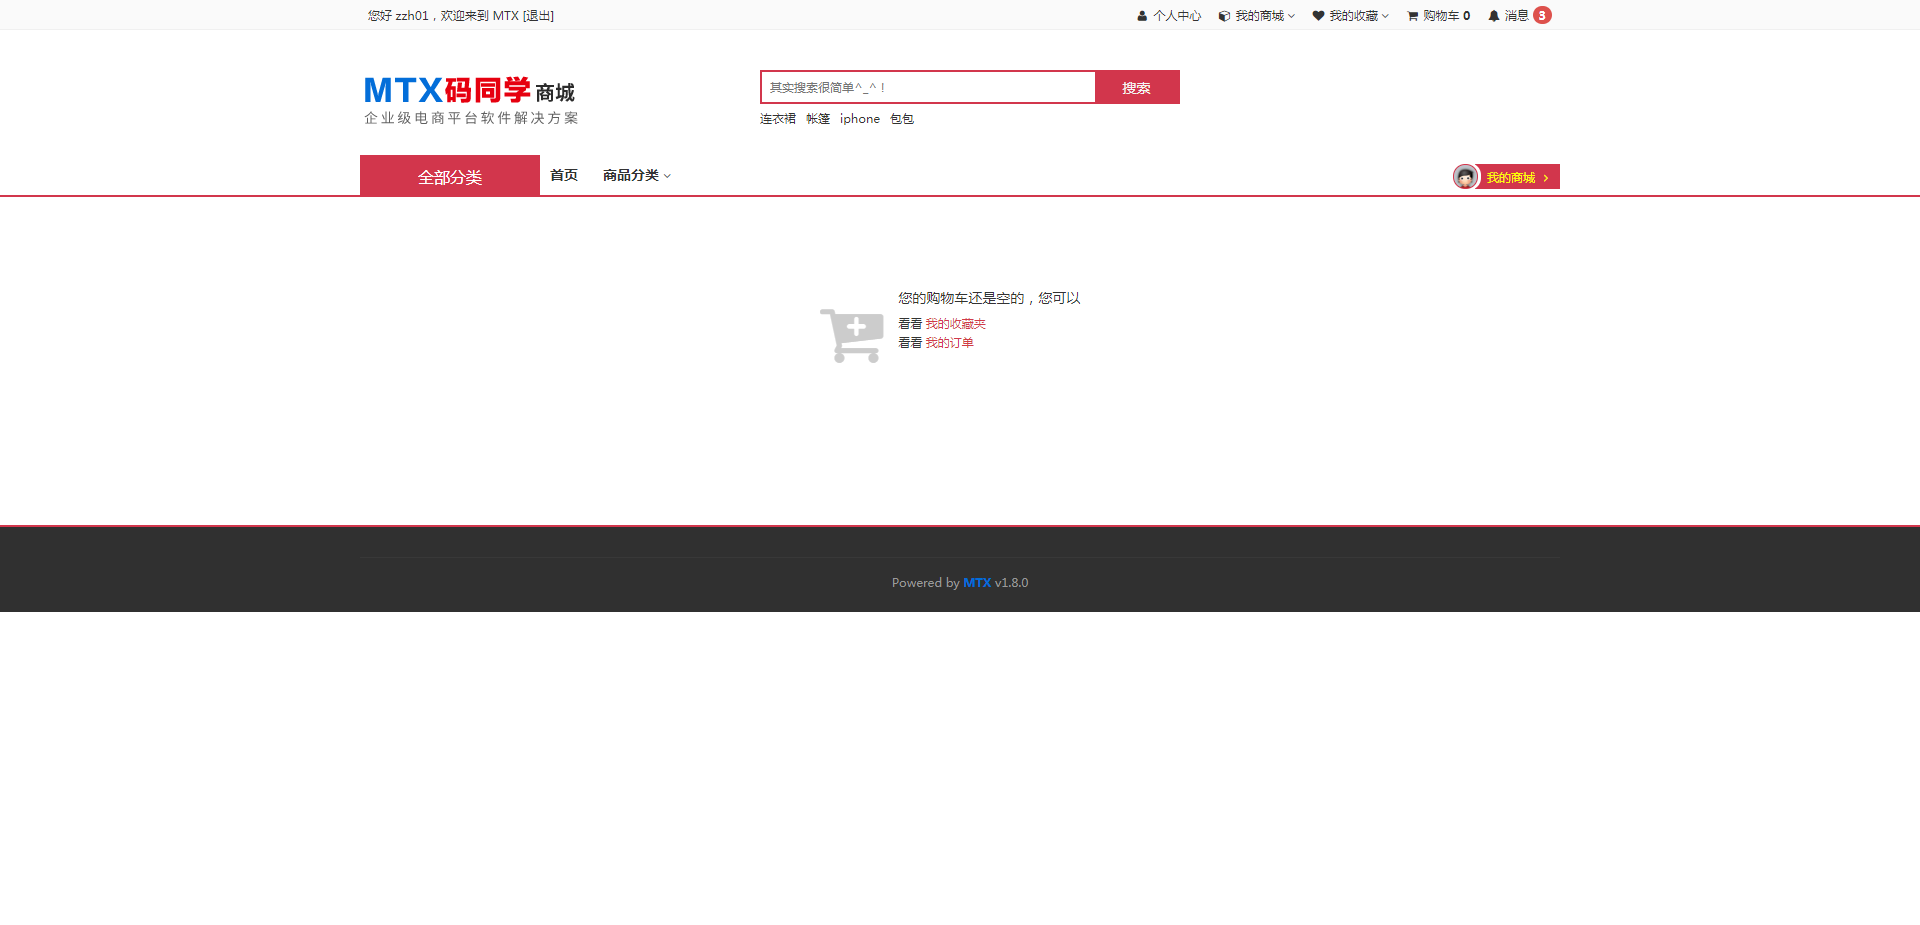 您好 zzh01，欢迎来到 MTX [退出]
个人中心 我的商城 我的收藏 购物车 0 消息 3
MTX码同学商城
企业级电商平台软件解决方案
其实搜索很简单^_^！ 搜索
连衣裙 帐篷 iphone 包包
全部分类 首页 商品分类 我的商城 >
您的购物车还是空的，您可以
看看 我的收藏夹
看看 我的订单
Powered by MTX v1.8.0